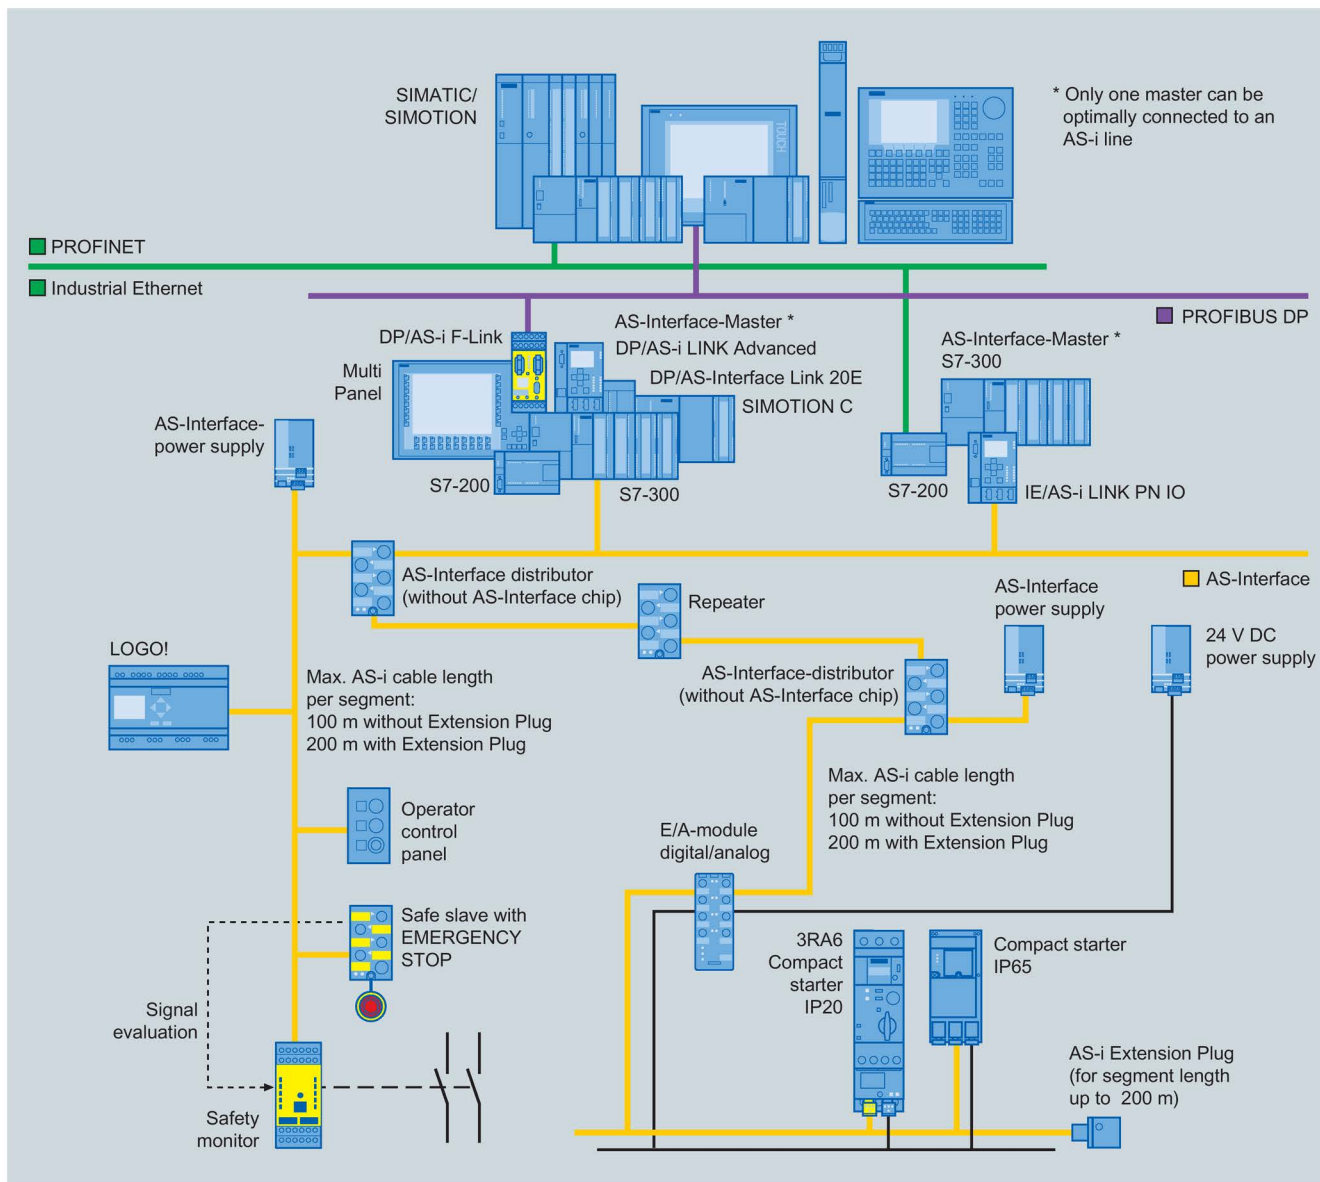 SIMATIC/
SIMOTION
TOUCH
* Only one master can be
optimally connected to an
AS-i line
PROFINET
Industrial Ethernet
PROFIBUS DP
DP/AS-i F-Link
Multi
Panel
AS-Interface-Master *
DP/AS-i LINK Advanced
DP/AS-Interface Link 20E
SIMOTION C
S7-200
S7-300
AS-Interface-Master *
S7-300
S7-200
IE/AS-i LINK PN IO
AS-Interface-
power supply
AS-Interface distributor
(without AS-Interface chip)
Repeater
AS-Interface
AS-Interface
power supply
24 V DC
power supply
LOGO!
Max. AS-i cable length
per segment:
100 m without Extension Plug
200 m with Extension Plug
AS-Interface-distributor
(without AS-Interface chip)
Max. AS-i cable length
per segment:
100 m without Extension Plug
200 m with Extension Plug
Operator
control
panel
E/A-module
digital/analog
Safe slave with
EMERGENCY
STOP
3RA6
Compact
starter
IP20
Compact starter
IP65
Signal
evaluation
Safety
monitor
AS-i Extension Plug
(for segment length
up to 200 m)